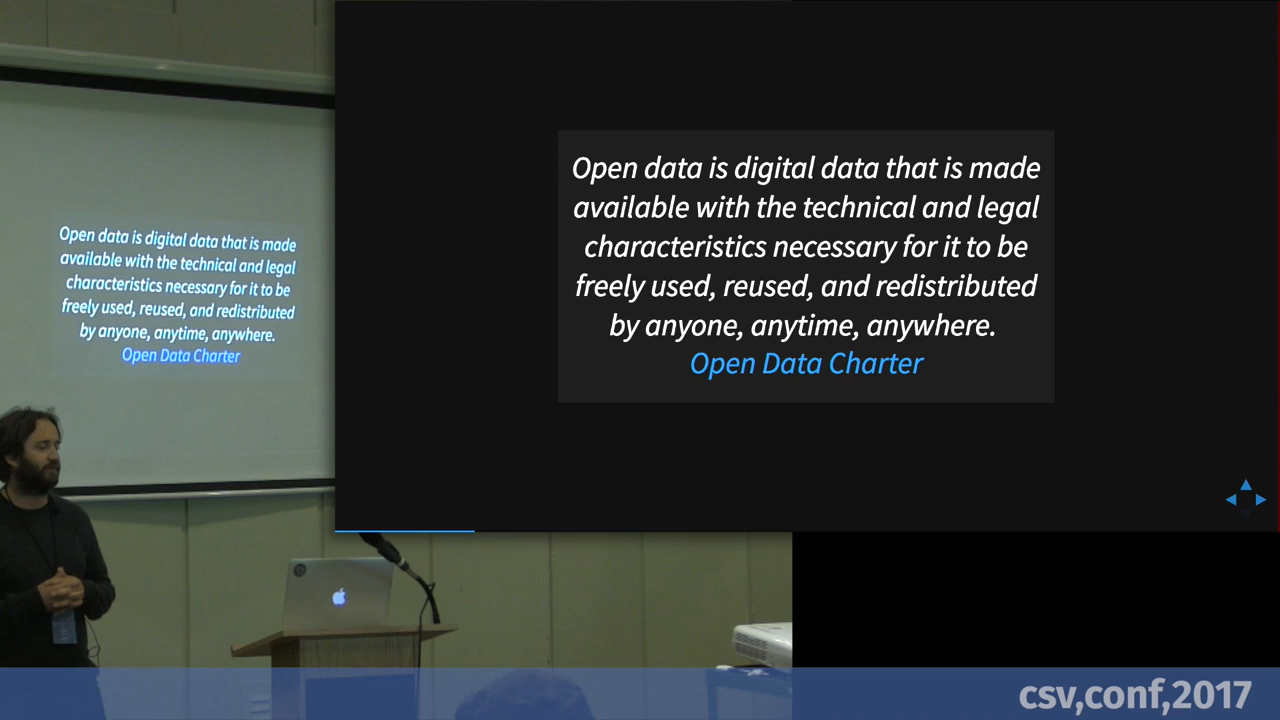 Open data is digital data that is made
available with the technical and legal
characteristics necessary for it to be
freely used, reused, and redistributed
by anyone, anytime, anywhere.
Open Data Charter
Open data is digital data that is made
available with the technical and legal
characteristics necessary for it to be
freely used, reused, and redistributed
by anyone, anytime, anywhere.
Open Data Charter
csv,conf,2017